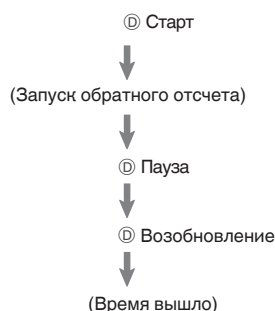 Ⓓ Старт
(Запуск обратного отсчета)
Ⓓ Пауза
Ⓓ Возобновление
(Время вышло)